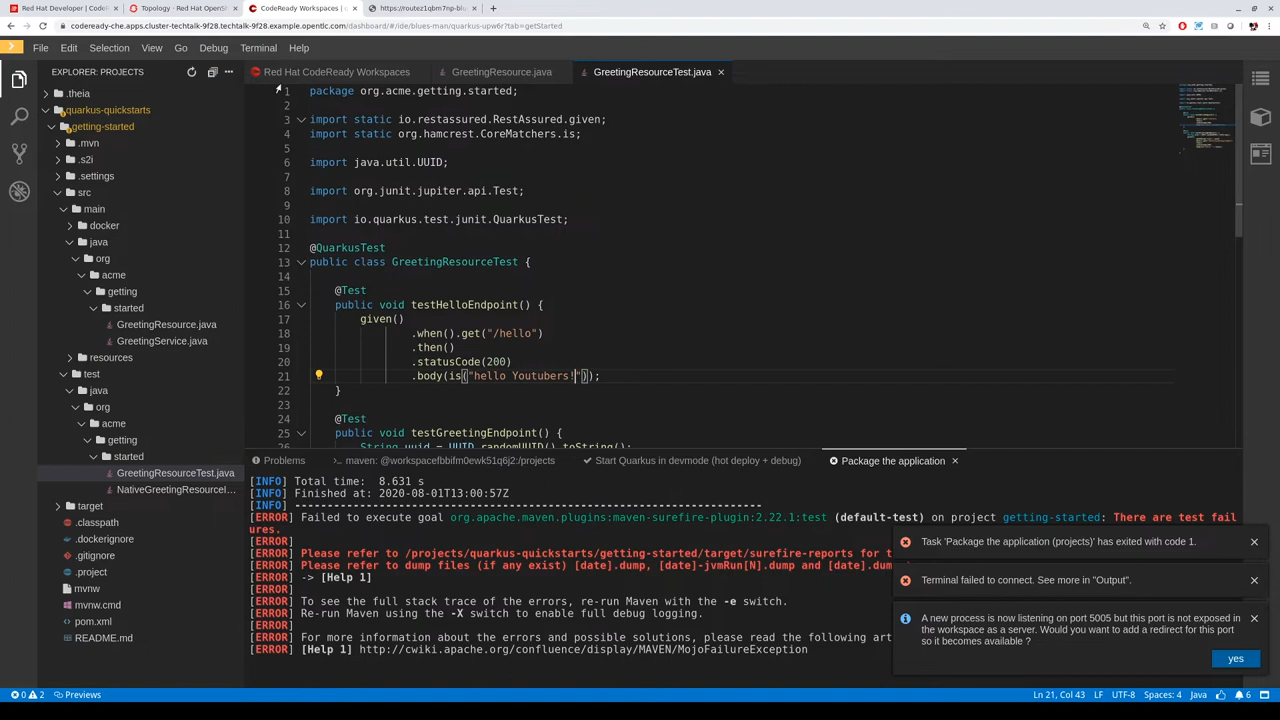 Red Hat Developer | CodeRe
Topology · Red Hat OpenSh
CodeReady Workspaces | c
https://routez1qbm7np-blu
codeready-che.apps.cluster-techtalk-9f28.techtalk-9f28.example.opentlc.com/dashboard/#/ide/blues-man/quarkus-upw6r?tab=getStarted
File Edit Selection View Go Debug Terminal Help
EXPLORER: PROJECTS
Red Hat CodeReady Workspaces
GreetingResource.java
GreetingResourceTest.java
.theia
quarkus-quickstarts
getting-started
.mvn
.s2i
.settings
src
main
docker
java
org
acme
getting
started
GreetingResource.java
GreetingService.java
resources
test
java
org
acme
getting
started
GreetingResourceTest.java
NativeGreetingResourceI...
target
.classpath
.dockerignore
.gitignore
.project
mvnw
mvnw.cmd
pom.xml
README.md
1 package org.acme.getting.started;
2
3 import static io.restassured.RestAssured.given;
4 import static org.hamcrest.CoreMatchers.is;
5
6 import java.util.UUID;
7
8 import org.junit.jupiter.api.Test;
9
10 import io.quarkus.test.junit.QuarkusTest;
11
12 @QuarkusTest
13 public class GreetingResourceTest {
14
15 @Test
16 public void testHelloEndpoint() {
17 given()
18 .when().get("/hello")
19 .then()
20 .statusCode(200)
21 .body(is("hello Youtubers!"));
22 }
23
24 @Test
25 public void testGreetingEndpoint() {
26 String uuid = UUID.randomUUID().toString();
Problems
maven: @workspacefbbifm0ewk51q6j2:/projects
Start Quarkus in devmode (hot deploy + debug)
Package the application
[INFO] Total time: 8.631 s
[INFO] Finished at: 2020-08-01T13:00:57Z
[INFO] ------------------------------------------------------------------------
[ERROR] Failed to execute goal org.apache.maven.plugins:maven-surefire-plugin:2.22.1:test (default-test) on project getting-started: There are test fail
ures.
[ERROR]
[ERROR] Please refer to /projects/quarkus-quickstarts/getting-started/target/surefire-reports for t
[ERROR] Please refer to dump files (if any exist) [date].dump, [date]-jvmRun[N].dump and [date].dum
[ERROR] -> [Help 1]
[ERROR]
[ERROR] To see the full stack trace of the errors, re-run Maven with the -e switch.
[ERROR] Re-run Maven using the -X switch to enable full debug logging.
[ERROR]
[ERROR] For more information about the errors and possible solutions, please read the following art
[ERROR] [Help 1] http://cwiki.apache.org/confluence/display/MAVEN/MojoFailureException
Task 'Package the application (projects)' has exited with code 1.
Terminal failed to connect. See more in "Output".
A new process is now listening on port 5005 but this port is not exposed in
the workspace as a server. Would you want to add a redirect for this port
so it becomes available ?
yes
0 2 Previews
Ln 21, Col 43 LF UTF-8 Spaces: 4 Java 6